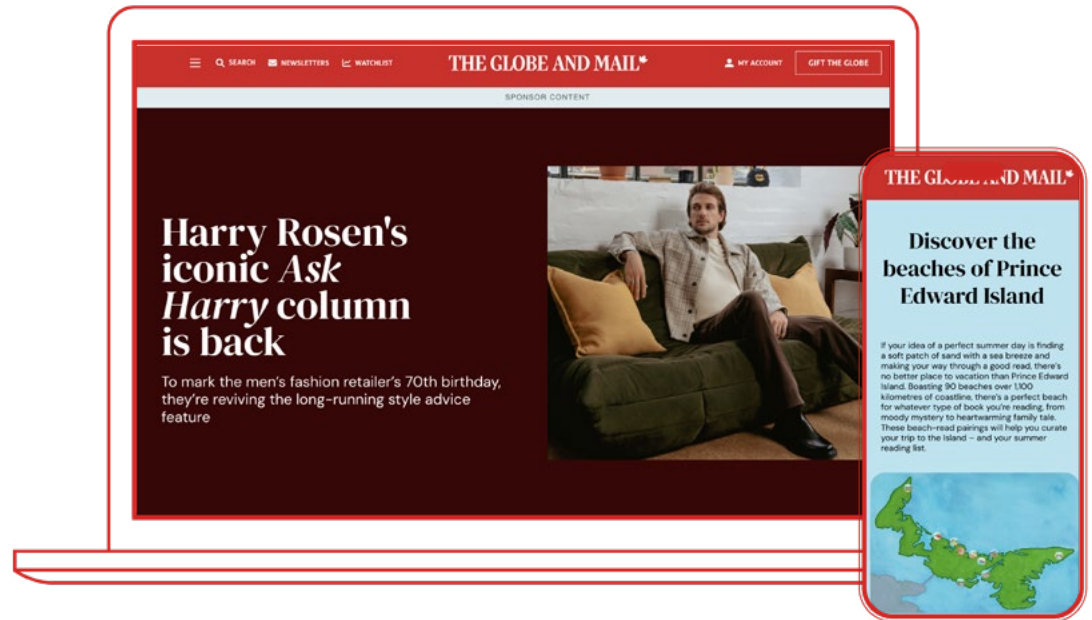 SEARCH NEWSLETTERS WATCHLIST THE GLOBE AND MAIL MY ACCOUNT GIFT THE GLOBE
SPONSOR CONTENT
Harry Rosen's
iconic Ask
Harry column
is back
To mark the men's fashion retailer's 70th birthday,
they're reviving the long-running style advice
feature
THE GLOBE AND MAIL
Discover the
beaches of Prince
Edward Island
If your idea of a perfect summer day is finding
a soft patch of sand with a sea breeze and
making your way through a good read, there's
no better place to vacation than Prince Edward
Island. Boasting 90 beaches over 1,100
kilometres of coastline, there's a perfect beach
for whatever type of book you're reading, from
moody mystery to heartwarming family tale.
These beach-read pairings will help you curate
your trip to the Island – and your summer
reading list.